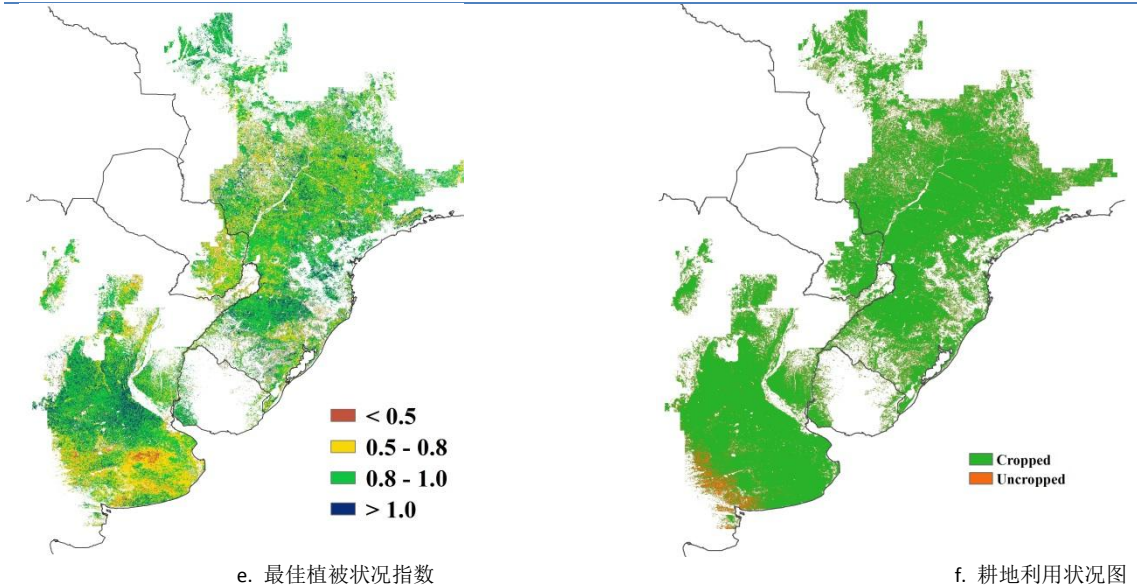 < 0.5
0.5 - 0.8
0.8 - 1.0
> 1.0
Cropped
Uncropped
e. 最佳植被状况指数
f. 耕地利用状况图